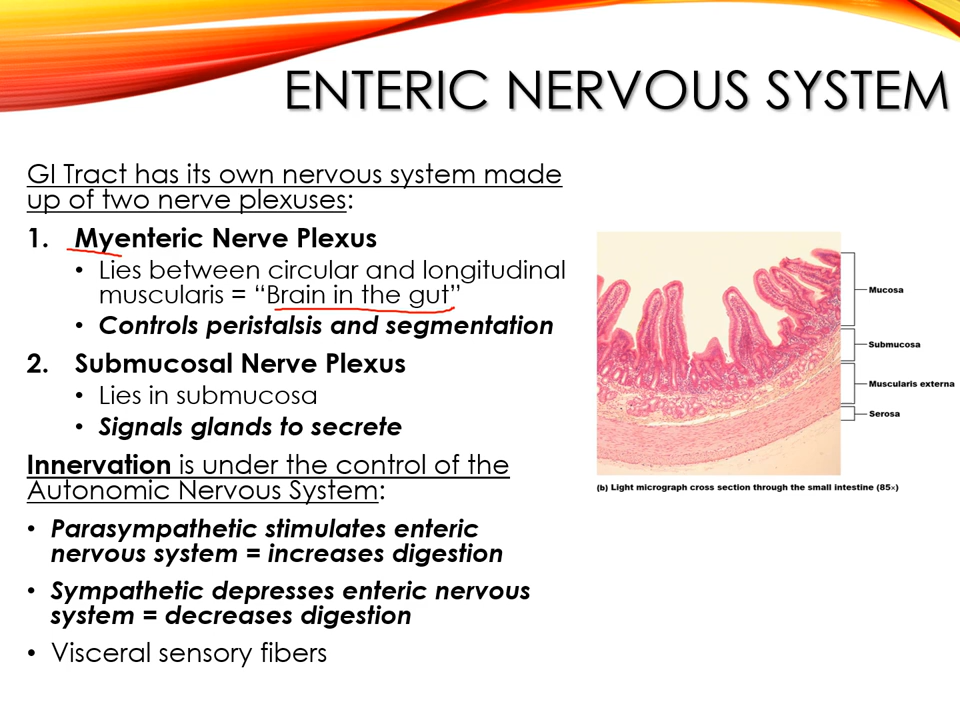 ENTERIC NERVOUS SYSTEM
GI Tract has its own nervous system made
up of two nerve plexuses:
1. Myenteric Nerve Plexus
• Lies between circular and longitudinal
muscularis = “Brain in the gut”
• Controls peristalsis and segmentation
2. Submucosal Nerve Plexus
• Lies in submucosa
• Signals glands to secrete
Innervation is under the control of the
Autonomic Nervous System:
• Parasympathetic stimulates enteric
nervous system = increases digestion
• Sympathetic depresses enteric nervous
system = decreases digestion
• Visceral sensory fibers
Mucosa
Submucosa
Muscularis externa
Serosa
(b) Light micrograph cross section through the small intestine (85×)